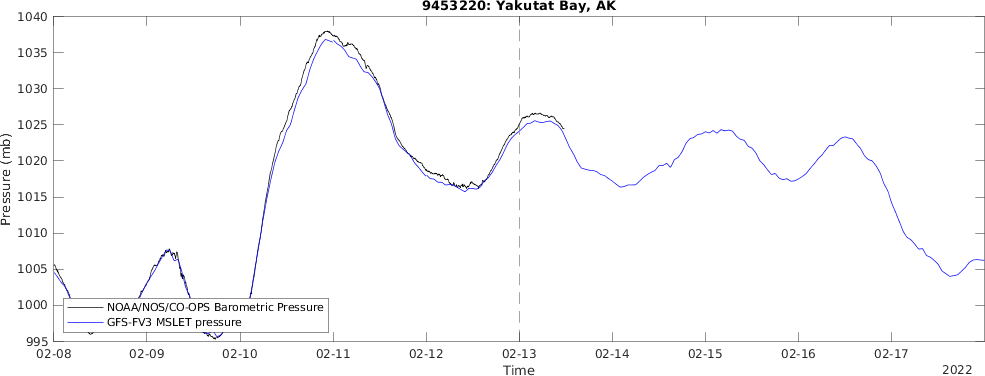 9453220: Yakutat Bay, AK
1040
1035
1030
1025
1020
1015
1010
1005
1000
995
Pressure (mb)
NOAA/NOS/CO-OPS Barometric Pressure
GFS-FV3 MSLET pressure
02-08 02-09 02-10 02-11 02-12 02-13 02-14 02-15 02-16 02-17
Time
2022